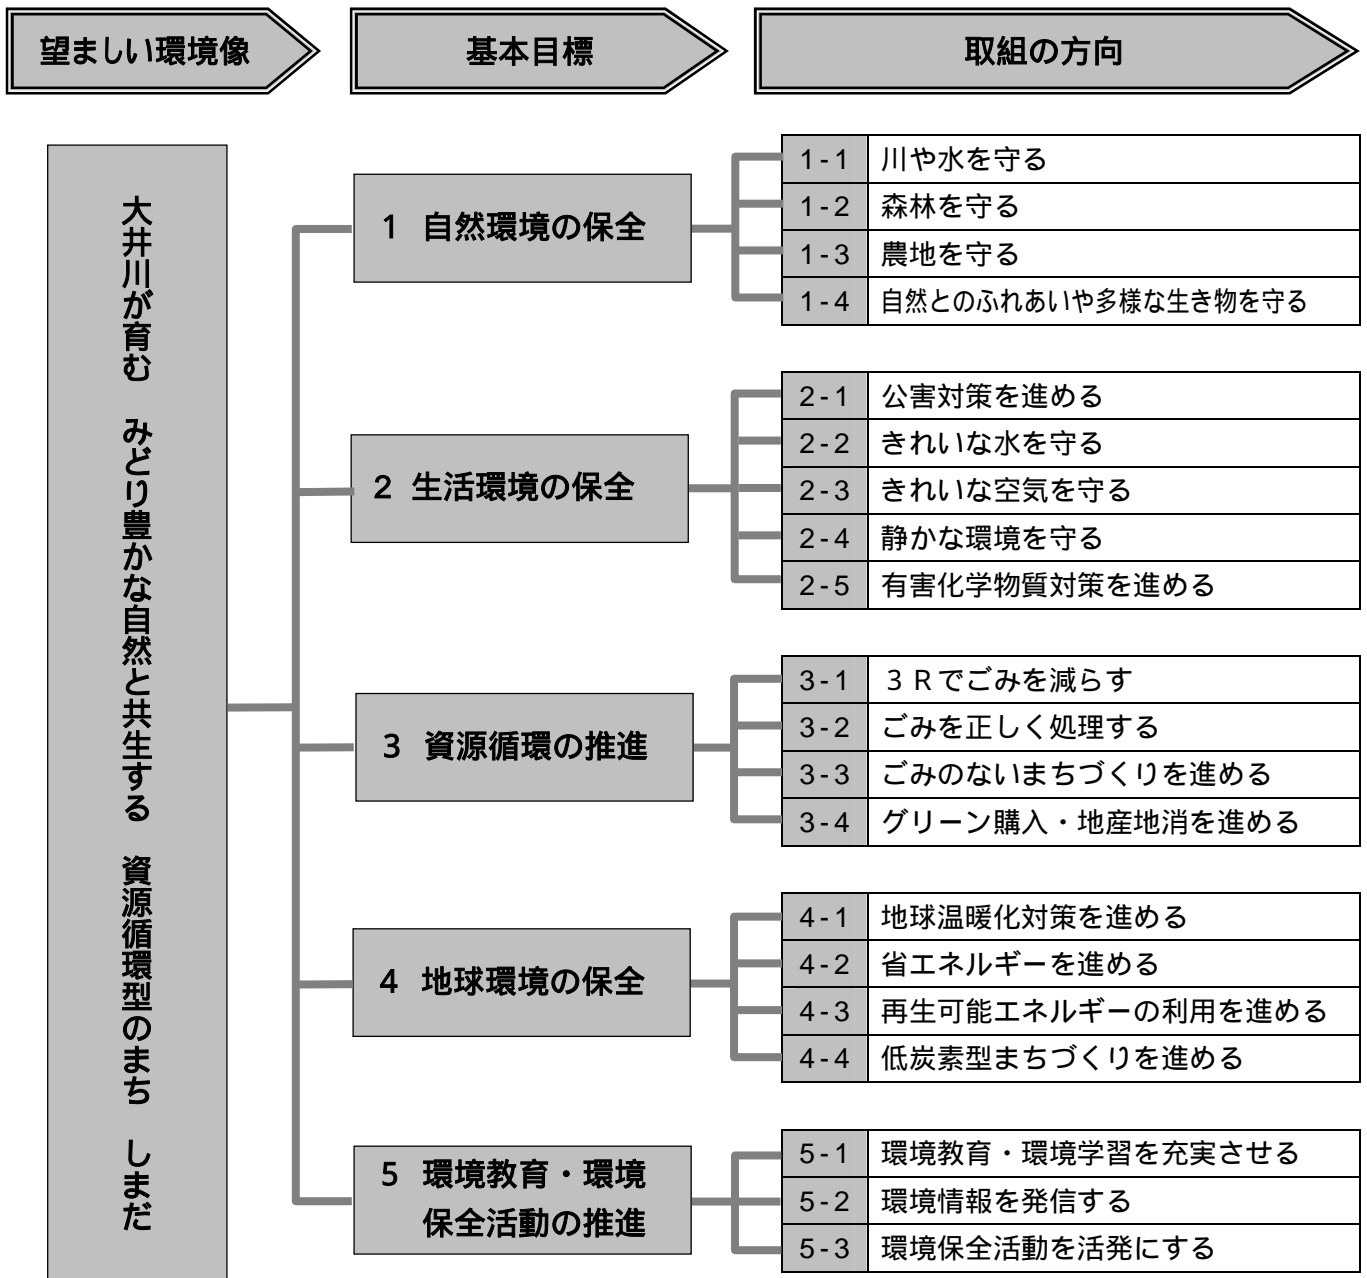 望ましい環境像
基本目標
取組の方向
大井川が育む　みどり豊かな自然と共生する　資源循環型のまち　しまだ
1 自然環境の保全
1-1 川や水を守る
1-2 森林を守る
1-3 農地を守る
1-4 自然とのふれあいや多様な生き物を守る
2 生活環境の保全
2-1 公害対策を進める
2-2 きれいな水を守る
2-3 きれいな空気を守る
2-4 静かな環境を守る
2-5 有害化学物質対策を進める
3 資源循環の推進
3-1 3Rでごみを減らす
3-2 ごみを正しく処理する
3-3 ごみのないまちづくりを進める
3-4 グリーン購入・地産地消を進める
4 地球環境の保全
4-1 地球温暖化対策を進める
4-2 省エネルギーを進める
4-3 再生可能エネルギーの利用を進める
4-4 低炭素型まちづくりを進める
5 環境教育・環境
保全活動の推進
5-1 環境教育・環境学習を充実させる
5-2 環境情報を発信する
5-3 環境保全活動を活発にする